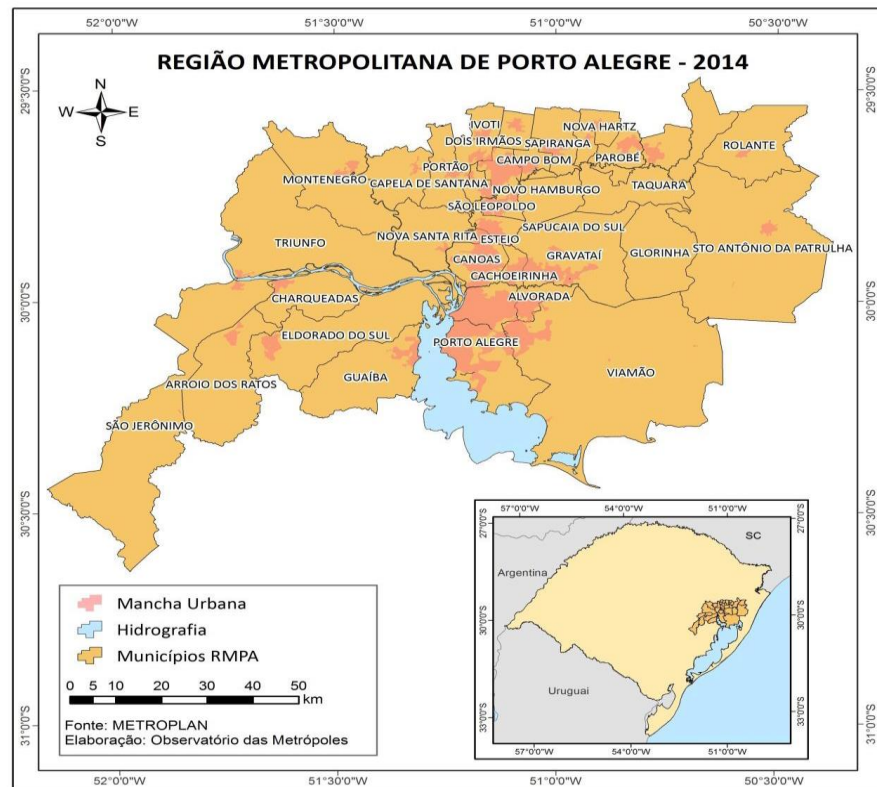 52°0'0"W
51°30'0"W
51°0'0"W
50°30'0"W
REGIÃO METROPOLITANA DE PORTO ALEGRE - 2014
29°30'0"S
29°30'0"S
N
W
E
S
IVOTI
NOVA HARTZ
DOIS IRMÃOS
SAPIRANGA
ROLANTE
PORTÃO
CAMPO BOM
PAROBÉ
MONTENEGRO
CAPELA DE SANTANA
NOVO HAMBURGO
TAQUARA
SÃO LEOPOLDO
SAPUCAIA DO SUL
NOVA SANTA RITA
ESTEIO
TRIUNFO
STO ANTÔNIO DA PATRULHA
CANOAS
GRAVATAÍ
GLORINHA
CACHOEIRINHA
30°0'0"S
30°0'0"S
CHARQUEADAS
ALVORADA
ELDORADO DO SUL
PORTO ALEGRE
GUAÍBA
VIAMÃO
ARROIO DOS RATOS
SÃO JERÔNIMO
30°30'0"S
30°30'0"S
57°0'0"W
54°0'0"W
51°0'0"W
27°0'0"S
27°0'0"S
SC
Argentina
30°0'0"S
30°0'0"S
Uruguai
33°0'0"S
33°0'0"S
57°0'0"W
54°0'0"W
51°0'0"W
Mancha Urbana
Hidrografia
Municípios RMPA
0 5 10 20 30 40 50
km
Fonte: METROPLAN
Elaboração: Observatório das Metrópoles
31°0'0"S
31°0'0"S
52°0'0"W
51°30'0"W
51°0'0"W
50°30'0"W